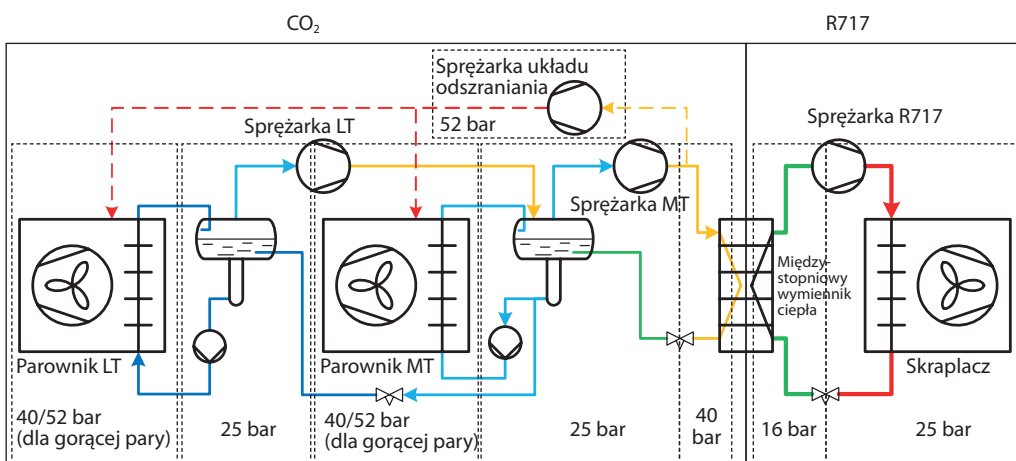 CO₂
R717
Sprężarka układu
odszraniania
52 bar
Sprężarka LT
Sprężarka R717
Sprężarka MT
Między-
stopniowy
wymiennik
ciepła
Parownik LT
Parownik MT
Skraplacz
40/52 bar
(dla gorącej pary)
25 bar
40/52 bar
(dla gorącej pary)
25 bar
40
bar
16 bar
25 bar